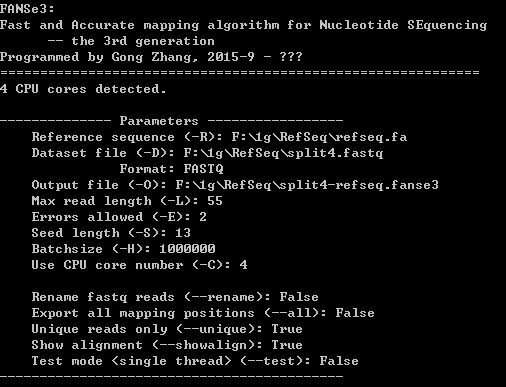 FANSe3:
Fast and Accurate mapping algorithm for Nucleotide SEquencing
-- the 3rd generation
Programmed by Gong Zhang, 2015-9 - ???
============================================================
4 CPU cores detected.
-------------- Parameters -----------------
Reference sequence (-R): F:\1g\RefSeq\refseq.fa
Dataset file (-D): F:\1g\RefSeq\split4.fastq
Format: FASTQ
Output file (-O): F:\1g\RefSeq\split4-refseq.fanse3
Max read length (-L): 55
Errors allowed (-E): 2
Seed length (-S): 13
Batchsize (-H): 1000000
Use CPU core number (-C): 4
Rename fastq reads (--rename): False
Export all mapping positions (--all): False
Unique reads only (--unique): True
Show alignment (--showalign): True
Test mode <single thread> (--test): False
-------------------------------------------